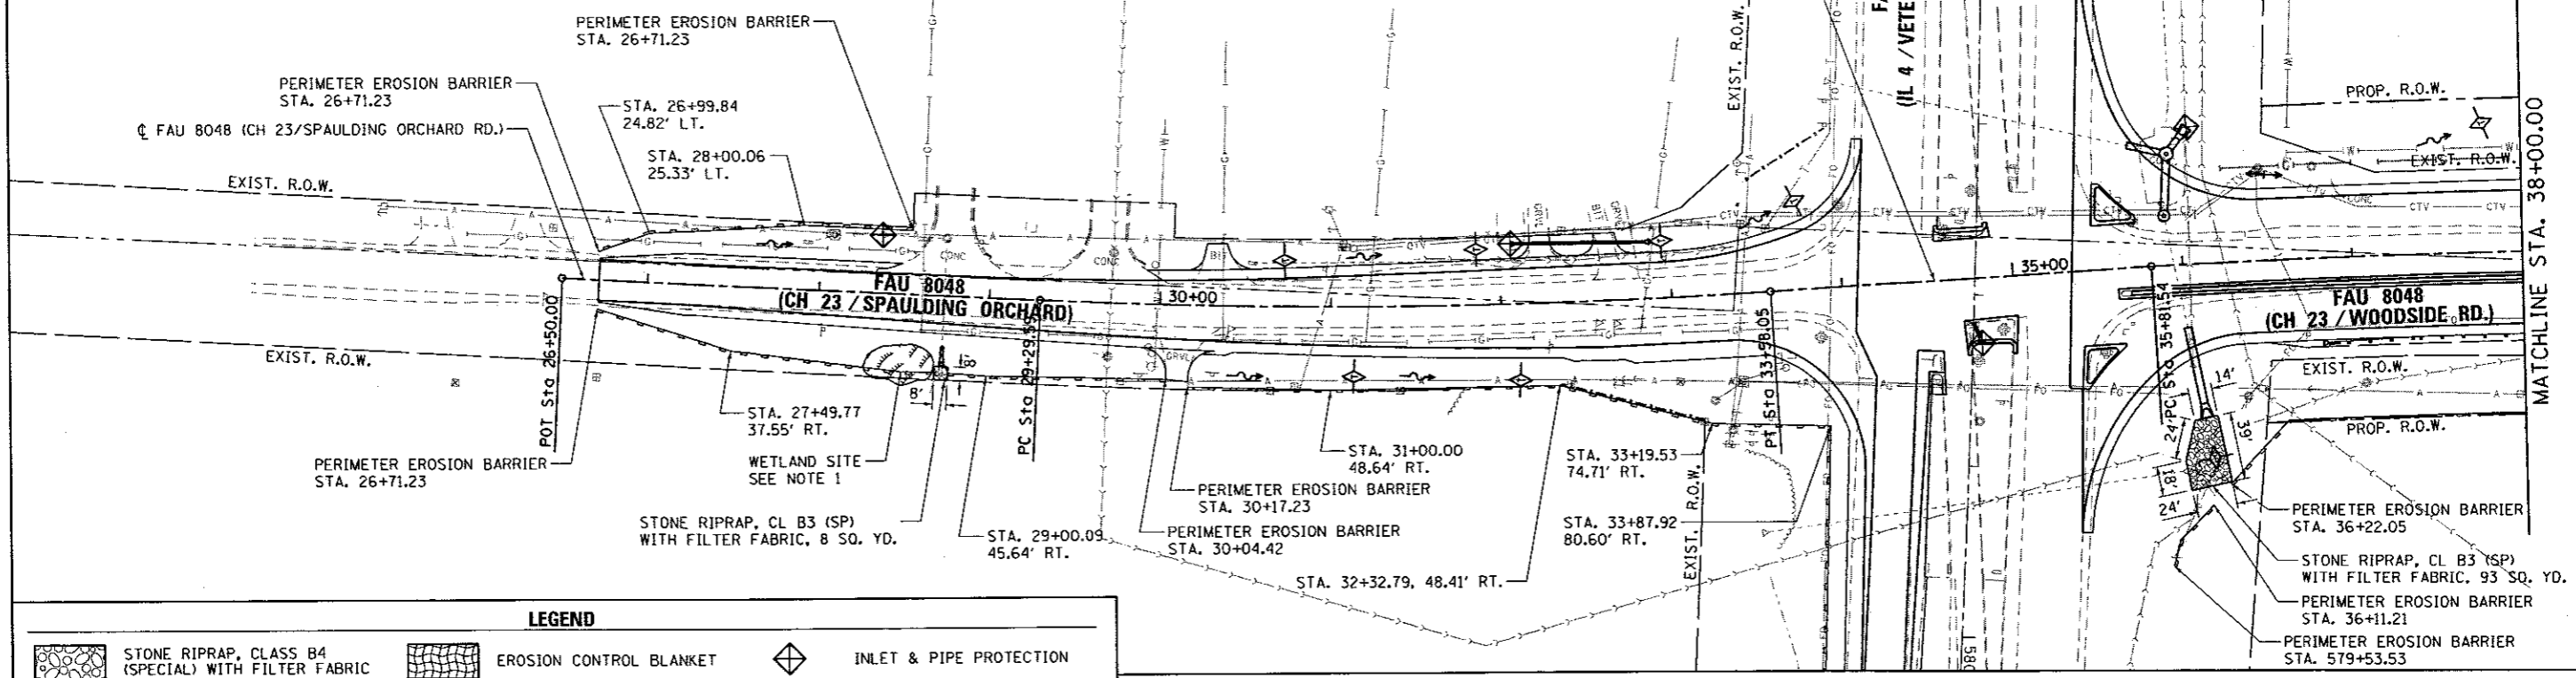 PERIMETER EROSION BARRIER
STA. 26+71.23
PERIMETER EROSION BARRIER
STA. 26+71.23
℄ FAU 8048 (CH 23/SPAULDING ORCHARD RD.)
STA. 26+99.84
24.82' LT.
STA. 28+00.06
25.33' LT.
EXIST. R.O.W.
EXIST. R.O.W.
(IL 4 / VETE
PROP. R.O.W.
EXIST. R.O.W.
MATCHLINE STA. 38+00.00
CONC
CONC
FAU 8048
(CH 23 / SPAULDING ORCHARD)
30+00
35+00
FAU 8048
(CH 23 / WOODSIDE RD.)
EXIST. R.O.W.
POT Sta 26+50.00
PC Sta 29+29.59
PT Sta 33+98.05
PC Sta 35+81.54
EXIST. R.O.W.
PROP. R.O.W.
GRVL
8'
8'
14'
24'
39'
18'
24'
STA. 27+49.77
37.55' RT.
WETLAND SITE
SEE NOTE 1
PERIMETER EROSION BARRIER
STA. 26+71.23
STONE RIPRAP, CL B3 (SP)
WITH FILTER FABRIC, 8 SQ. YD.
STA. 29+00.09
45.64' RT.
STA. 31+00.00
48.64' RT.
PERIMETER EROSION BARRIER
STA. 30+17.23
PERIMETER EROSION BARRIER
STA. 30+04.42
STA. 33+19.53
74.71' RT.
STA. 33+87.92
80.60' RT.
STA. 32+32.79, 48.41' RT.
EXIST. R.O.W.
PERIMETER EROSION BARRIER
STA. 36+22.05
STONE RIPRAP, CL B3 (SP)
WITH FILTER FABRIC, 93 SQ. YD.
PERIMETER EROSION BARRIER
STA. 36+11.21
PERIMETER EROSION BARRIER
STA. 579+53.53
580
LEGEND
STONE RIPRAP, CLASS B4
(SPECIAL) WITH FILTER FABRIC
EROSION CONTROL BLANKET
INLET & PIPE PROTECTION